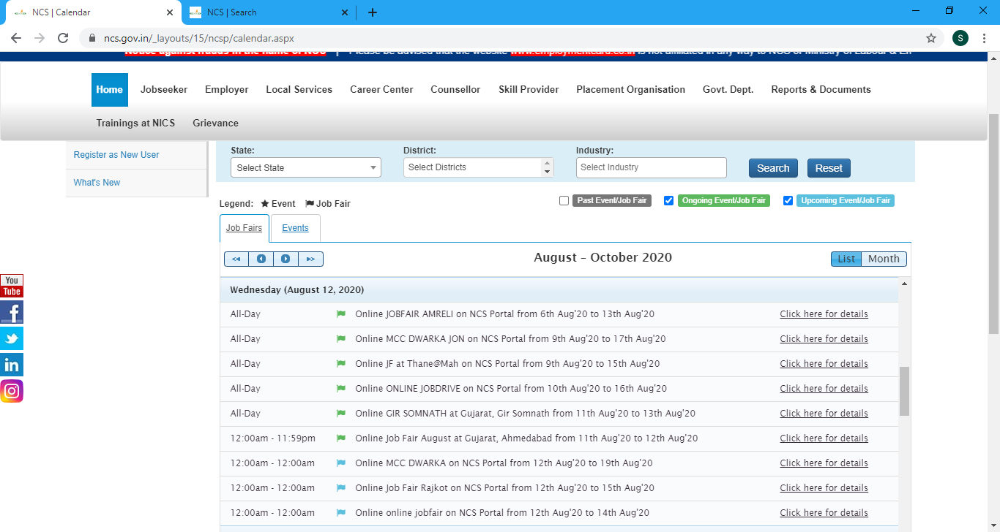 NCS | Calendar
NCS | Search
ncs.gov.in/_layouts/15/ncsp/calendar.aspx
S
Notice against frauds in the name of NCS | Please be advised that the website www.employmentcard.co.in is not affiliated in any way to NCS or Ministry of Labour &
Home Jobseeker Employer Local Services Career Center Counsellor Skill Provider Placement Organisation Govt. Dept. Reports & Documents
Trainings at NICS Grievance
Register as New User
What's New
State: District: Industry:
Select State Select Districts Select Industry Search Reset
Legend: Event Job Fair Past Event/Job Fair Ongoing Event/Job Fair Upcoming Event/Job Fair
Job Fairs Events
August – October 2020 List Month
Wednesday (August 12, 2020)
All-Day Online JOBFAIR AMRELI on NCS Portal from 6th Aug'20 to 13th Aug'20 Click here for details
All-Day Online MCC DWARKA JON on NCS Portal from 9th Aug'20 to 17th Aug'20 Click here for details
All-Day Online JF at Thane@Mah on NCS Portal from 9th Aug'20 to 15th Aug'20 Click here for details
All-Day Online ONLINE JOBDRIVE on NCS Portal from 10th Aug'20 to 16th Aug'20 Click here for details
All-Day Online GIR SOMNATH at Gujarat, Gir Somnath from 11th Aug'20 to 13th Aug'20 Click here for details
12:00am - 11:59pm Online Job Fair August at Gujarat, Ahmedabad from 11th Aug'20 to 12th Aug'20 Click here for details
12:00am - 12:00am Online MCC DWARKA on NCS Portal from 12th Aug'20 to 19th Aug'20 Click here for details
12:00am - 12:00am Online Job Fair Rajkot on NCS Portal from 12th Aug'20 to 15th Aug'20 Click here for details
12:00am - 12:00am Online online jobfair on NCS Portal from 12th Aug'20 to 14th Aug'20 Click here for details
You
Tube
f
in